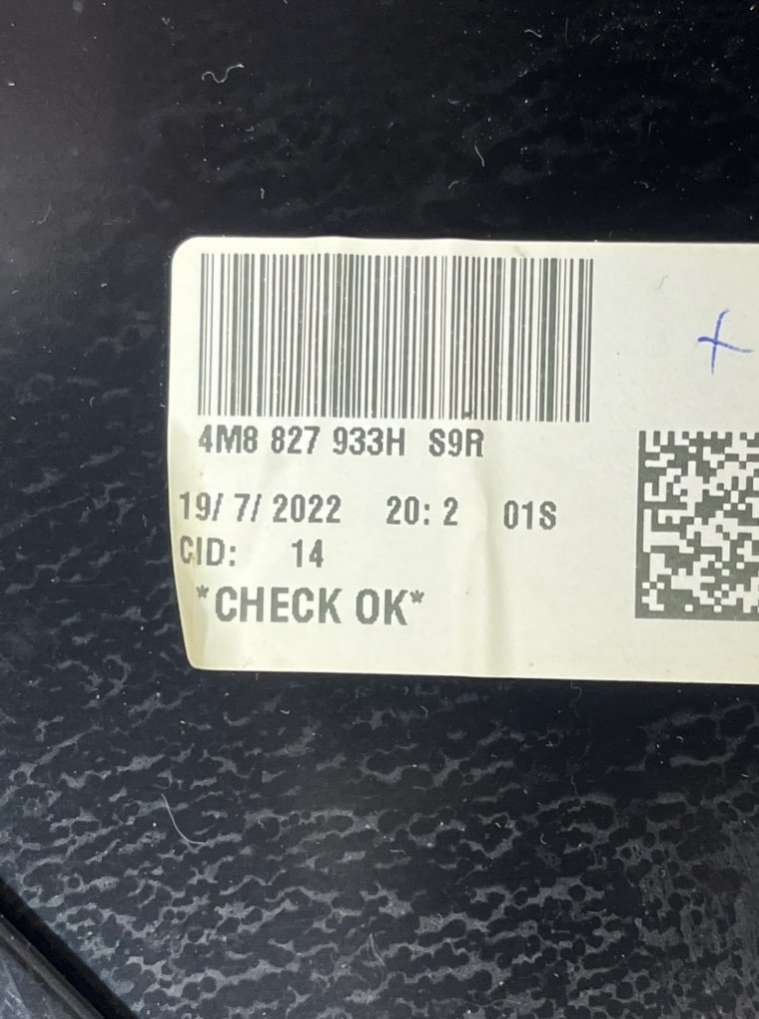 4M8 827 933H S9R
19/ 7/ 2022 20: 2 01S
CID: 14
*CHECK OK*